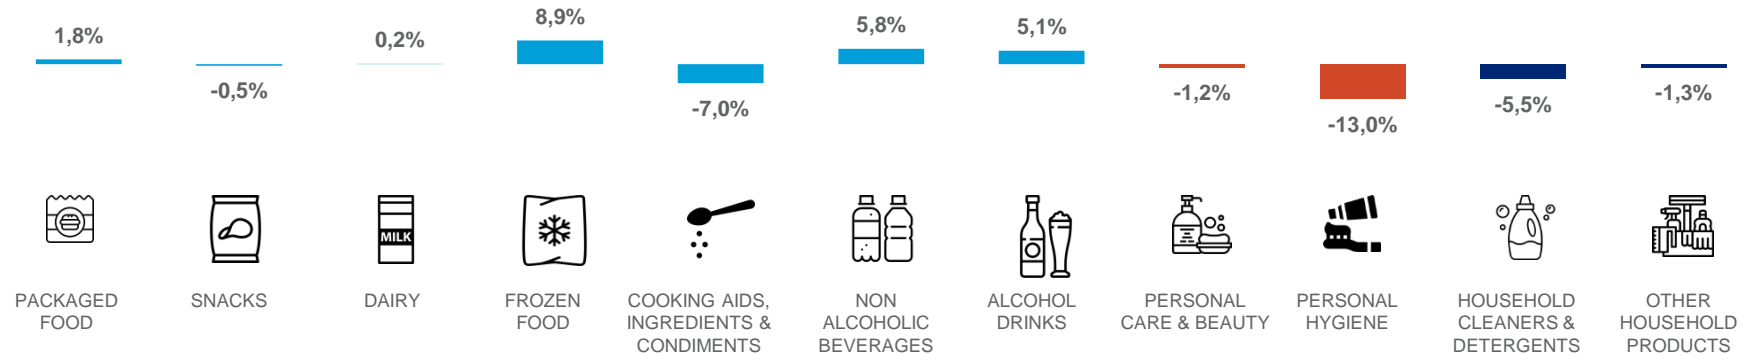 1,8%
-0,5%
0,2%
8,9%
-7,0%
5,8%
5,1%
-1,2%
-13,0%
-5,5%
-1,3%
MILK
PACKAGED
FOOD
SNACKS
DAIRY
FROZEN
FOOD
COOKING AIDS,
INGREDIENTS &
CONDIMENTS
NON
ALCOHOLIC
BEVERAGES
ALCOHOL
DRINKS
PERSONAL
CARE & BEAUTY
PERSONAL
HYGIENE
HOUSEHOLD
CLEANERS &
DETERGENTS
OTHER
HOUSEHOLD
PRODUCTS